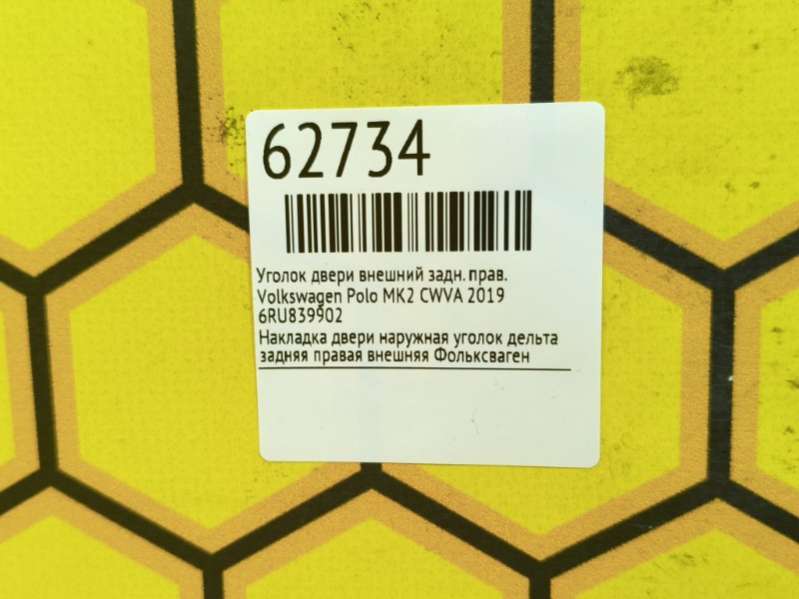 62734
Уголок двери внешний задн. прав.
Volkswagen Polo MK2 CWVA 2019
6RU839902
Накладка двери наружная уголок дельта
задняя правая внешняя Фольксваген